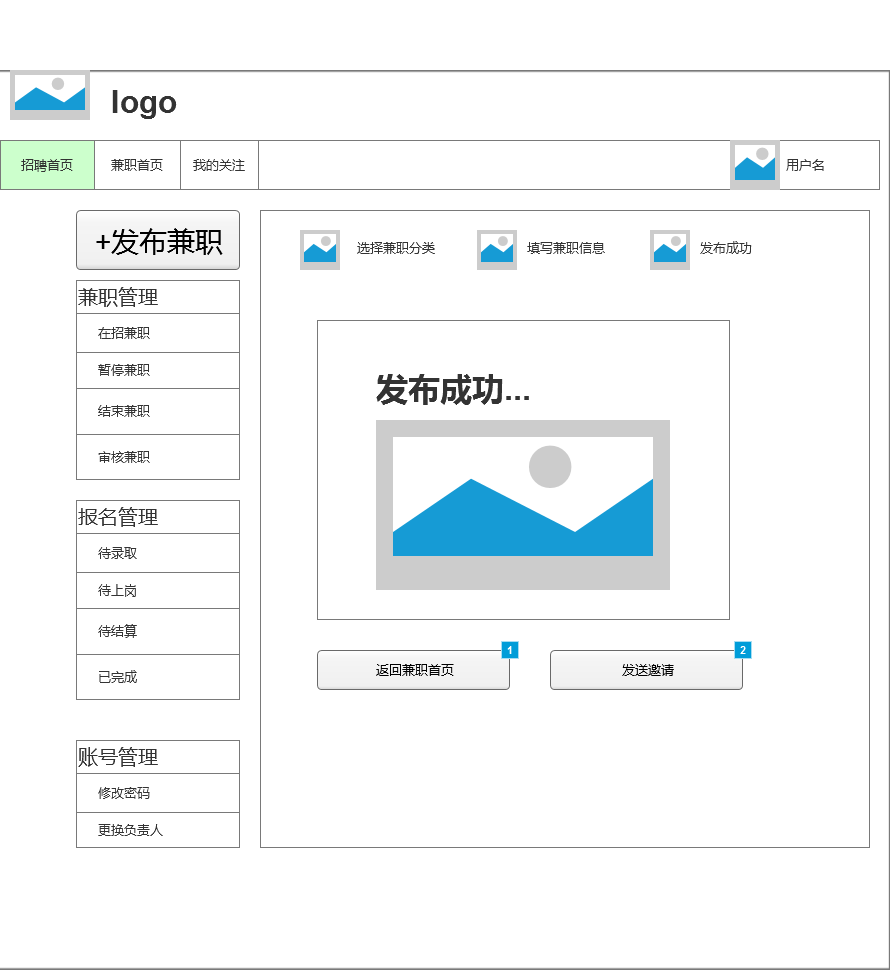 logo
招聘首页
兼职首页
我的关注
用户名
+发布兼职
兼职管理
在招兼职
暂停兼职
结束兼职
审核兼职
报名管理
待录取
待上岗
待结算
已完成
账号管理
修改密码
更换负责人
选择兼职分类
填写兼职信息
发布成功
发布成功...
返回兼职首页
1
发送邀请
2